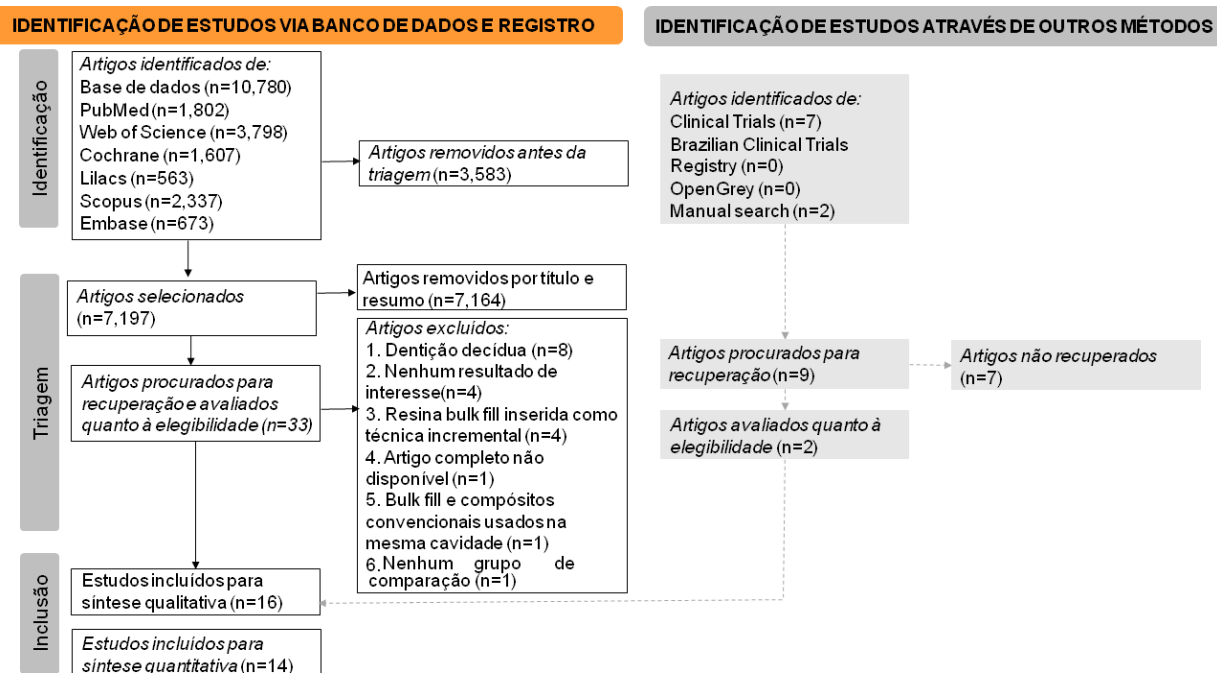 IDENTIFICAÇÃO DE ESTUDOS VIA BANCO DE DADOS E REGISTRO
IDENTIFICAÇÃO DE ESTUDOS ATRAVÉS DE OUTROS MÉTODOS
Identificação
Artigos identificados de:
Base de dados (n=10,780)
PubMed (n=1,802)
Web of Science (n=3,798)
Cochrane (n=1,607)
Lilacs (n=563)
Scopus (n=2,337)
Embase (n=673)
Artigos removidos antes da
triagem (n=3,583)
Artigos identificados de:
Clinical Trials (n=7)
Brazilian Clinical Trials
Registry (n=0)
OpenGrey (n=0)
Manual search (n=2)
Triagem
Artigos selecionados
(n=7,197)
Artigos removidos por título e
resumo (n=7,164)
Artigos procurados para
recuperação e avaliados
quanto à elegibilidade (n=33)
Artigos excluídos:
1. Dentição decídua (n=8)
2. Nenhum resultado de
interesse(n=4)
3. Resina bulk fill inserida como
técnica incremental (n=4)
4. Artigo completo não
disponível (n=1)
5. Bulk fill e compósitos
convencionais usados na
mesma cavidade (n=1)
6. Nenhum grupo de
comparação (n=1)
Artigos procurados para
recuperação (n=9)
Artigos não recuperados
(n=7)
Artigos avaliados quanto à
elegibilidade (n=2)
Inclusão
Estudos incluídos para
síntese qualitativa (n=16)
Estudos incluídos para
síntese quantitativa (n=14)